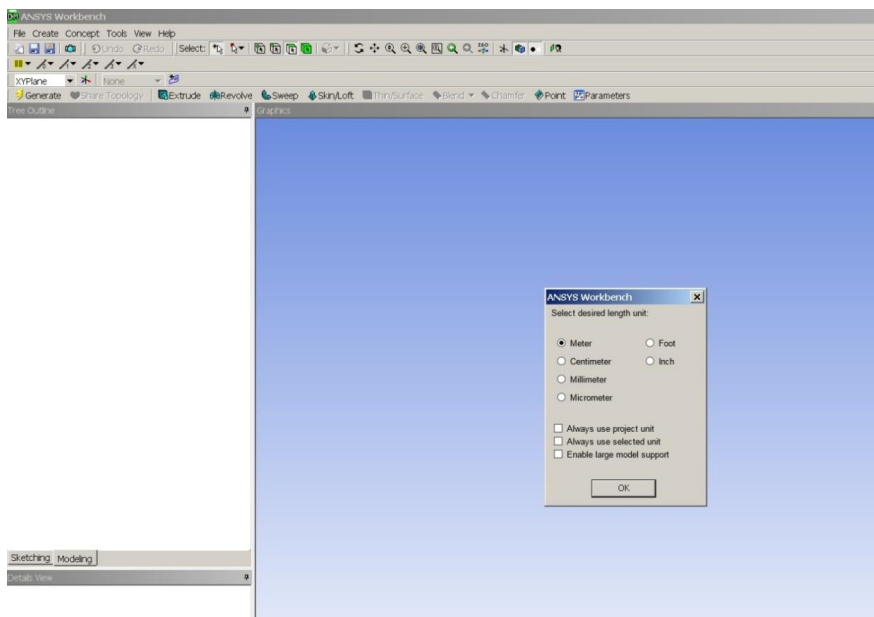 ANSYS Workbench
File Create Concept Tools View Help
Undo Redo Select:
XYPlane None
Generate Share Topology Extrude Revolve Sweep Skin/Loft Thin/Surface Blend Chamfer Point Parameters
Tree Outline Graphics
ANSYS Workbench
Select desired length unit:
Meter Foot
Centimeter Inch
Millimeter
Micrometer
Always use project unit
Always use selected unit
Enable large model support
OK
Sketching Modeling
Details View